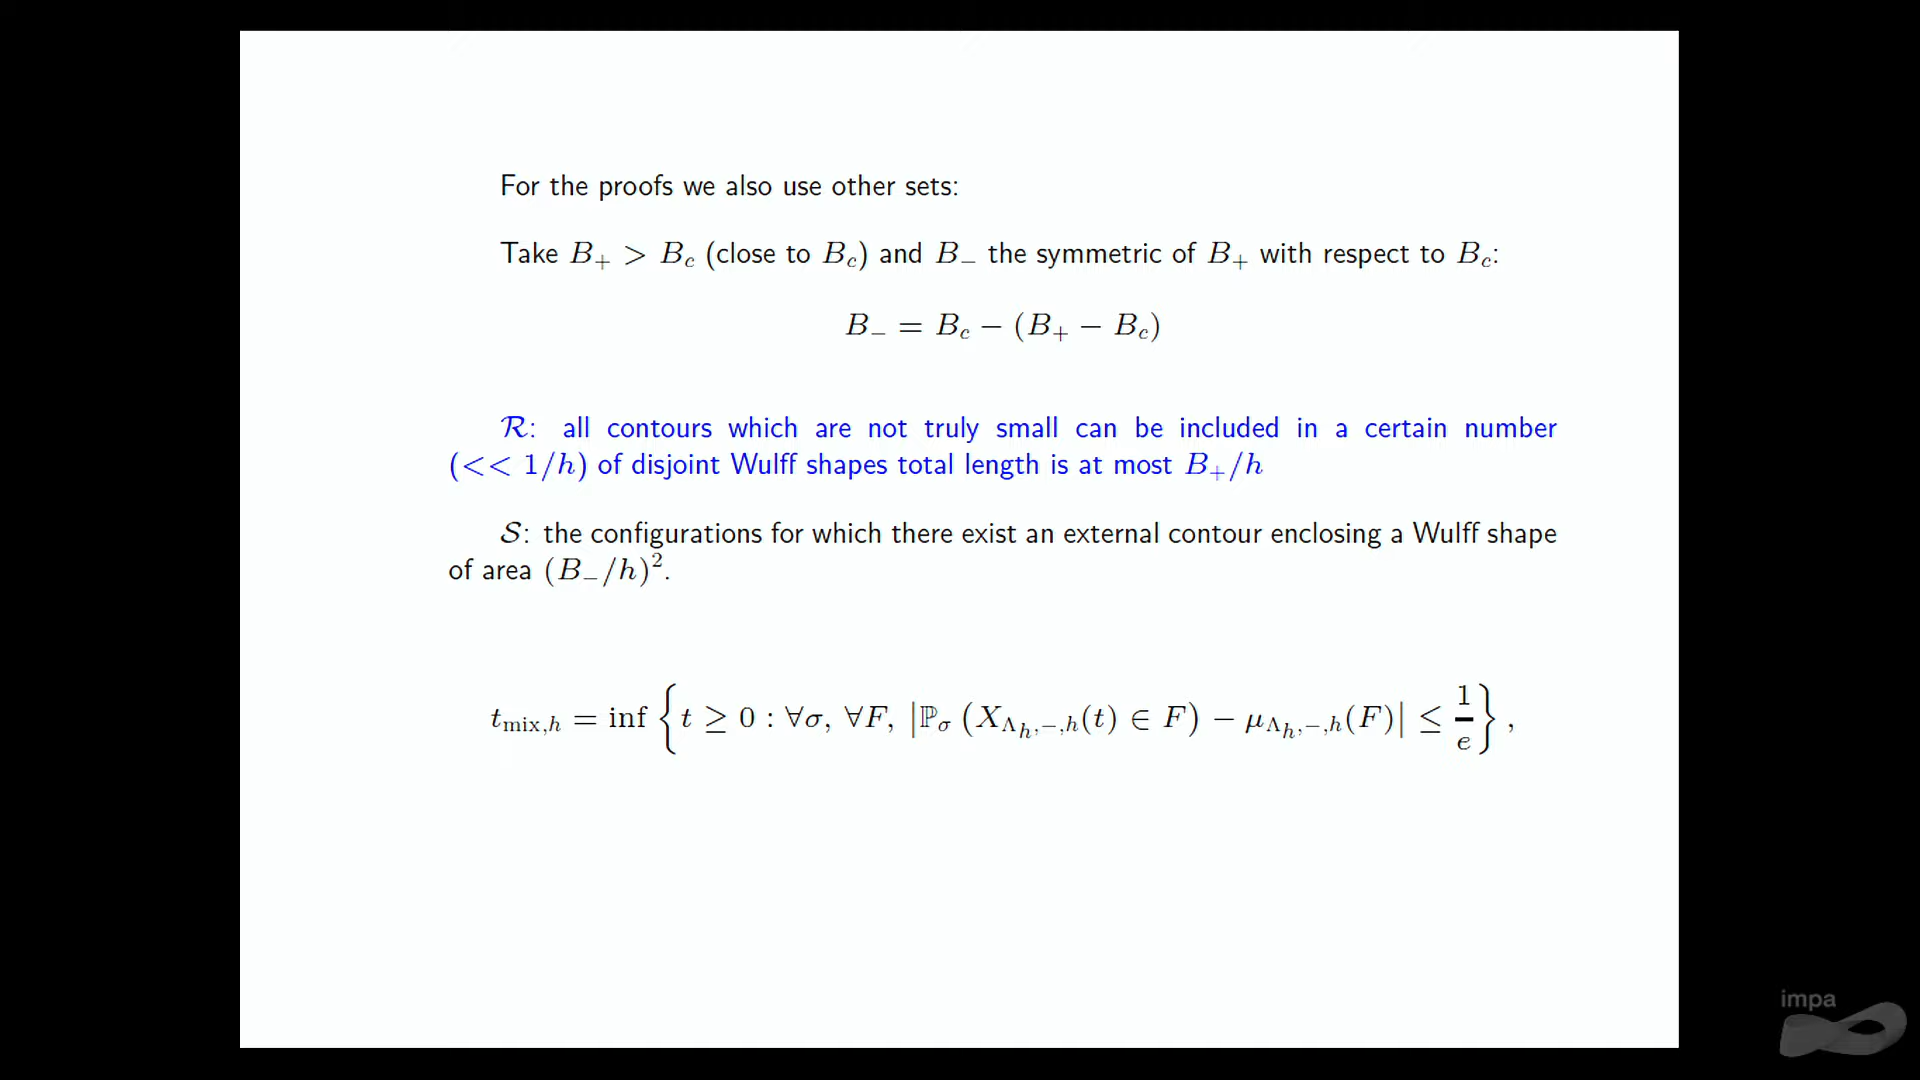 For the proofs we also use other sets:
Take B₊ > B_c (close to B_c) and B₋ the symmetric of B₊ with respect to B_c:
B₋ = B_c − (B₊ − B_c)
ℛ: all contours which are not truly small can be included in a certain number
(<< 1/h) of disjoint Wulff shapes total length is at most B₊/h
𝒮: the configurations for which there exist an external contour enclosing a Wulff shape
of area (B₋/h)².
t_{mix,h} = inf { t ≥ 0 : ∀σ, ∀F, |ℙ_σ (X_{Λ_h,−,h}(t) ∈ F) − μ_{Λ_h,−,h}(F)| ≤ 1/e } ,
impa